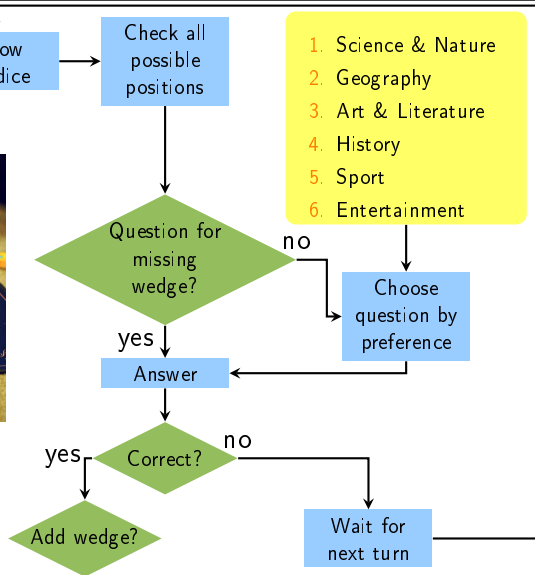 ow
dice
Check all
possible
positions
1. Science & Nature
2. Geography
3. Art & Literature
4. History
5. Sport
6. Entertainment
Question for
missing
wedge?
no
Choose
question by
preference
yes
Answer
Correct?
yes
no
Add wedge?
Wait for
next turn